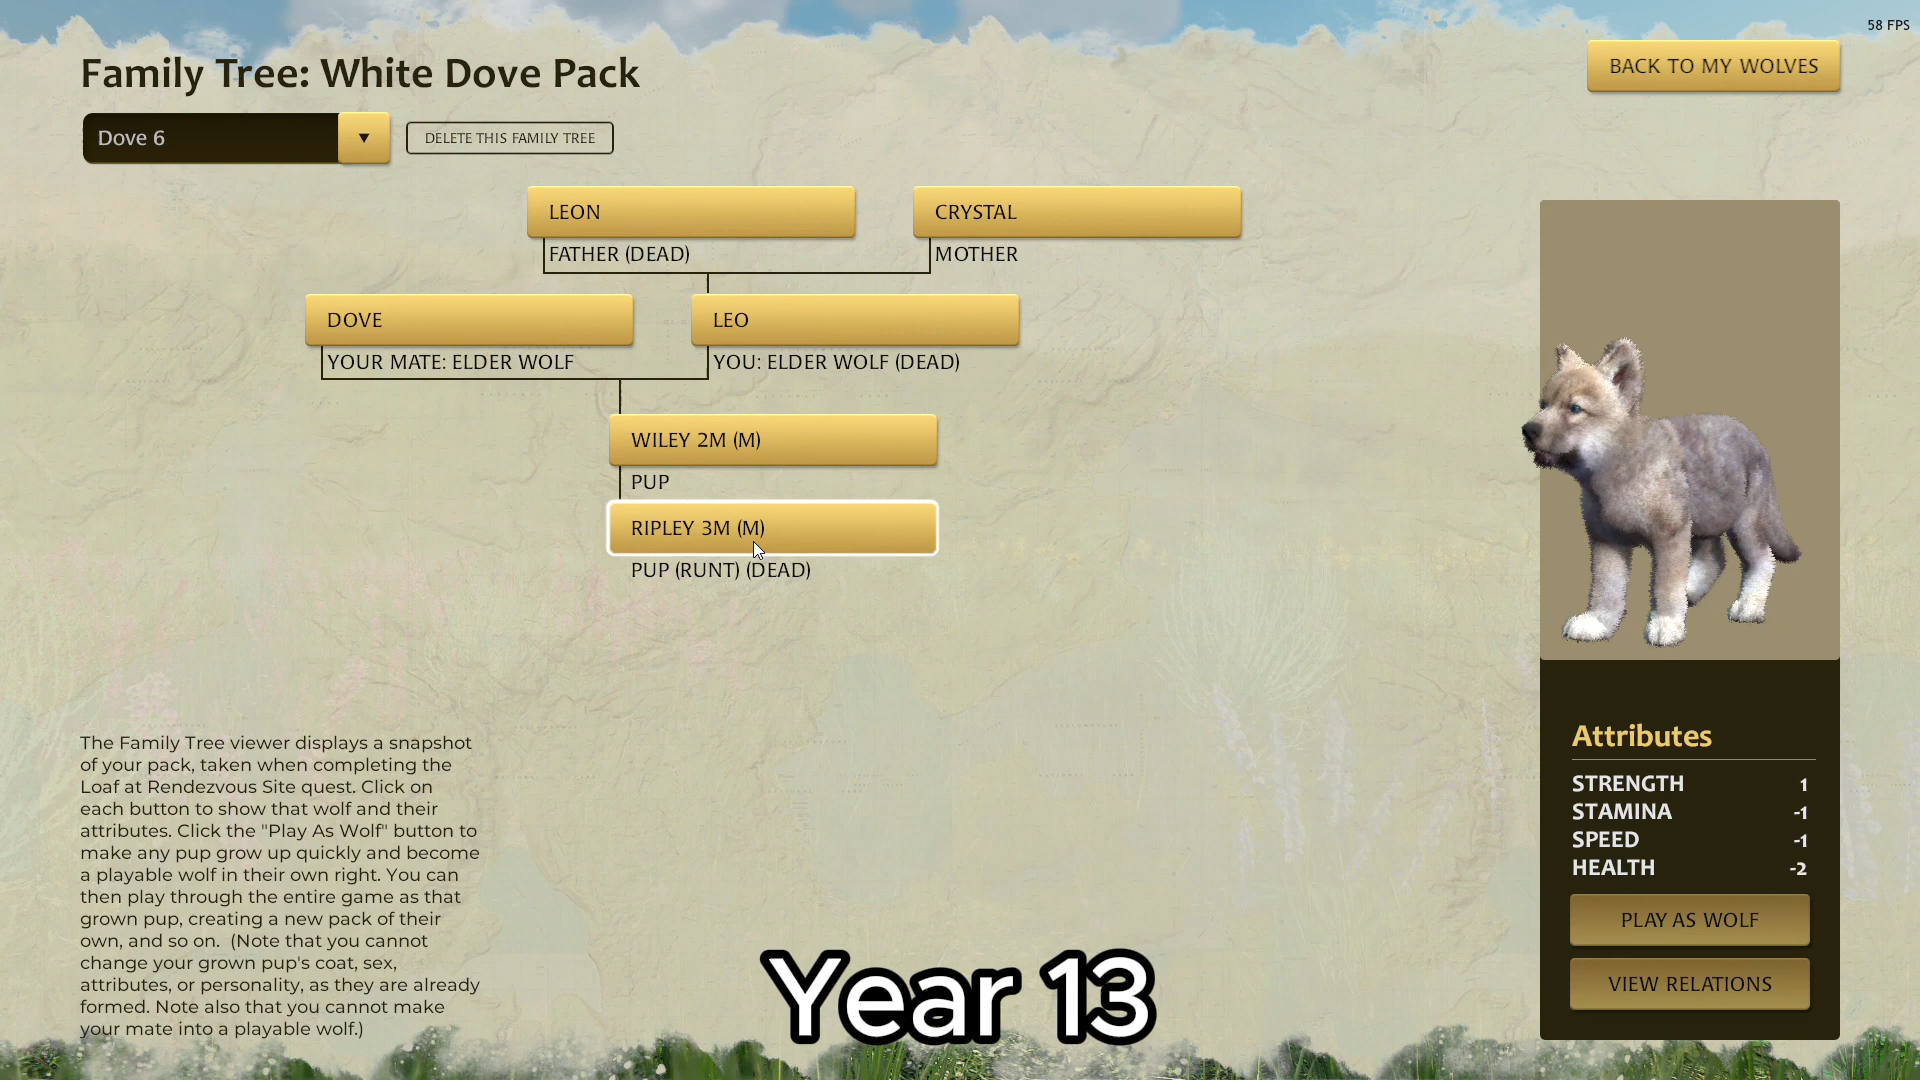 58 FPS
Family Tree: White Dove Pack
BACK TO MY WOLVES
Dove 6
DELETE THIS FAMILY TREE
LEON
CRYSTAL
FATHER (DEAD)
MOTHER
DOVE
LEO
YOUR MATE: ELDER WOLF
YOU: ELDER WOLF (DEAD)
WILEY 2M (M)
PUP
RIPLEY 3M (M)
PUP (RUNT) (DEAD)
The Family Tree viewer displays a snapshot
of your pack, taken when completing the
Loaf at Rendezvous Site quest. Click on
each button to show that wolf and their
attributes. Click the "Play As Wolf" button to
make any pup grow up quickly and become
a playable wolf in their own right. You can
then play through the entire game as that
grown pup, creating a new pack of their
own, and so on.  (Note that you cannot
change your grown pup's coat, sex,
attributes, or personality, as they are already
formed. Note also that you cannot make
your mate into a playable wolf.)
Year 13
Attributes
STRENGTH 1
STAMINA -1
SPEED -1
HEALTH -2
PLAY AS WOLF
VIEW RELATIONS